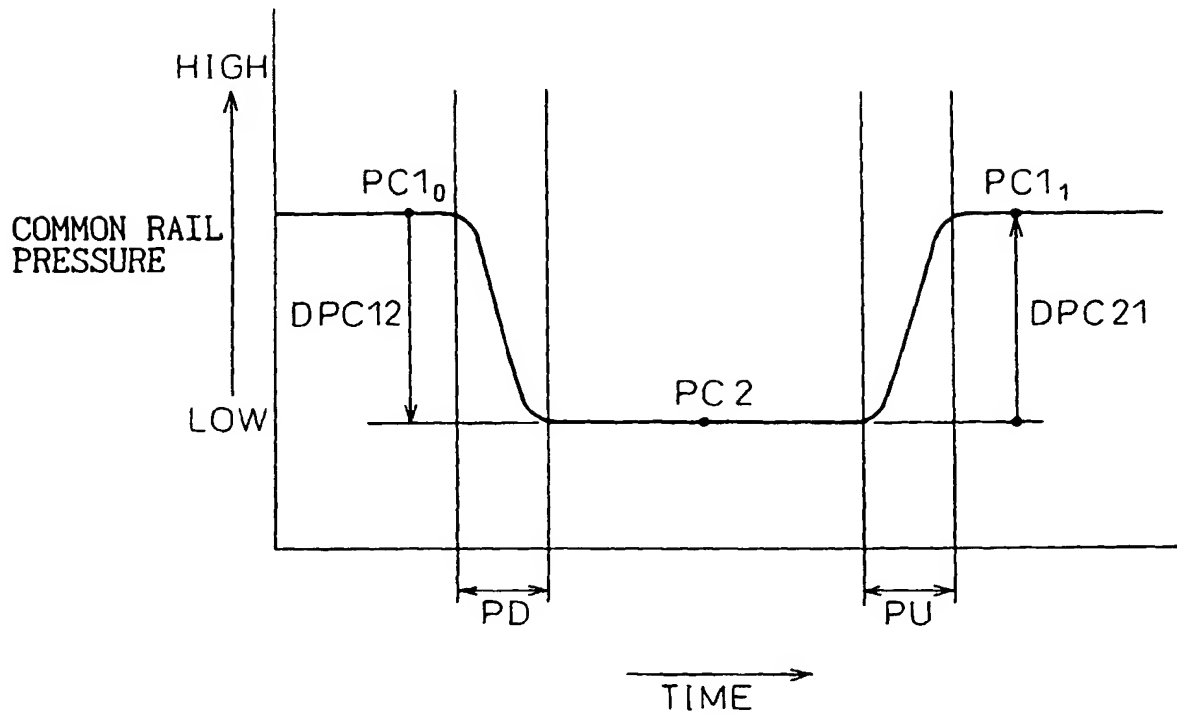 HIGH
PC1₀
PC1₁
COMMON RAIL
PRESSURE
DPC12
DPC21
PC2
LOW
PD
PU
TIME